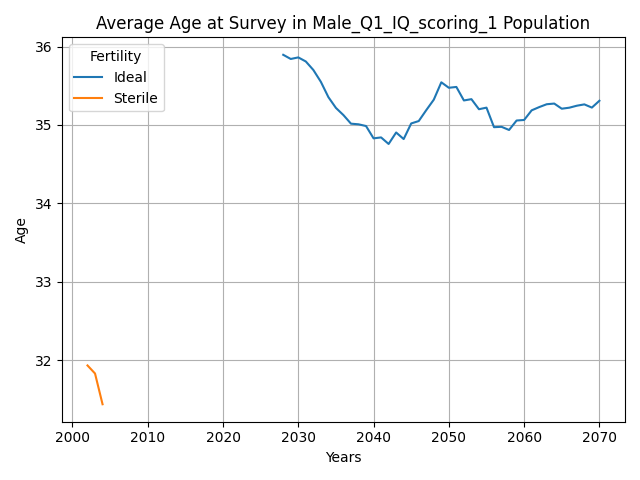 Average Age at Survey in Male_Q1_IQ_scoring_1 Population
36
35
34
33
32
Age
Fertility
Ideal
Sterile
2000 2010 2020 2030 2040 2050 2060 2070
Years